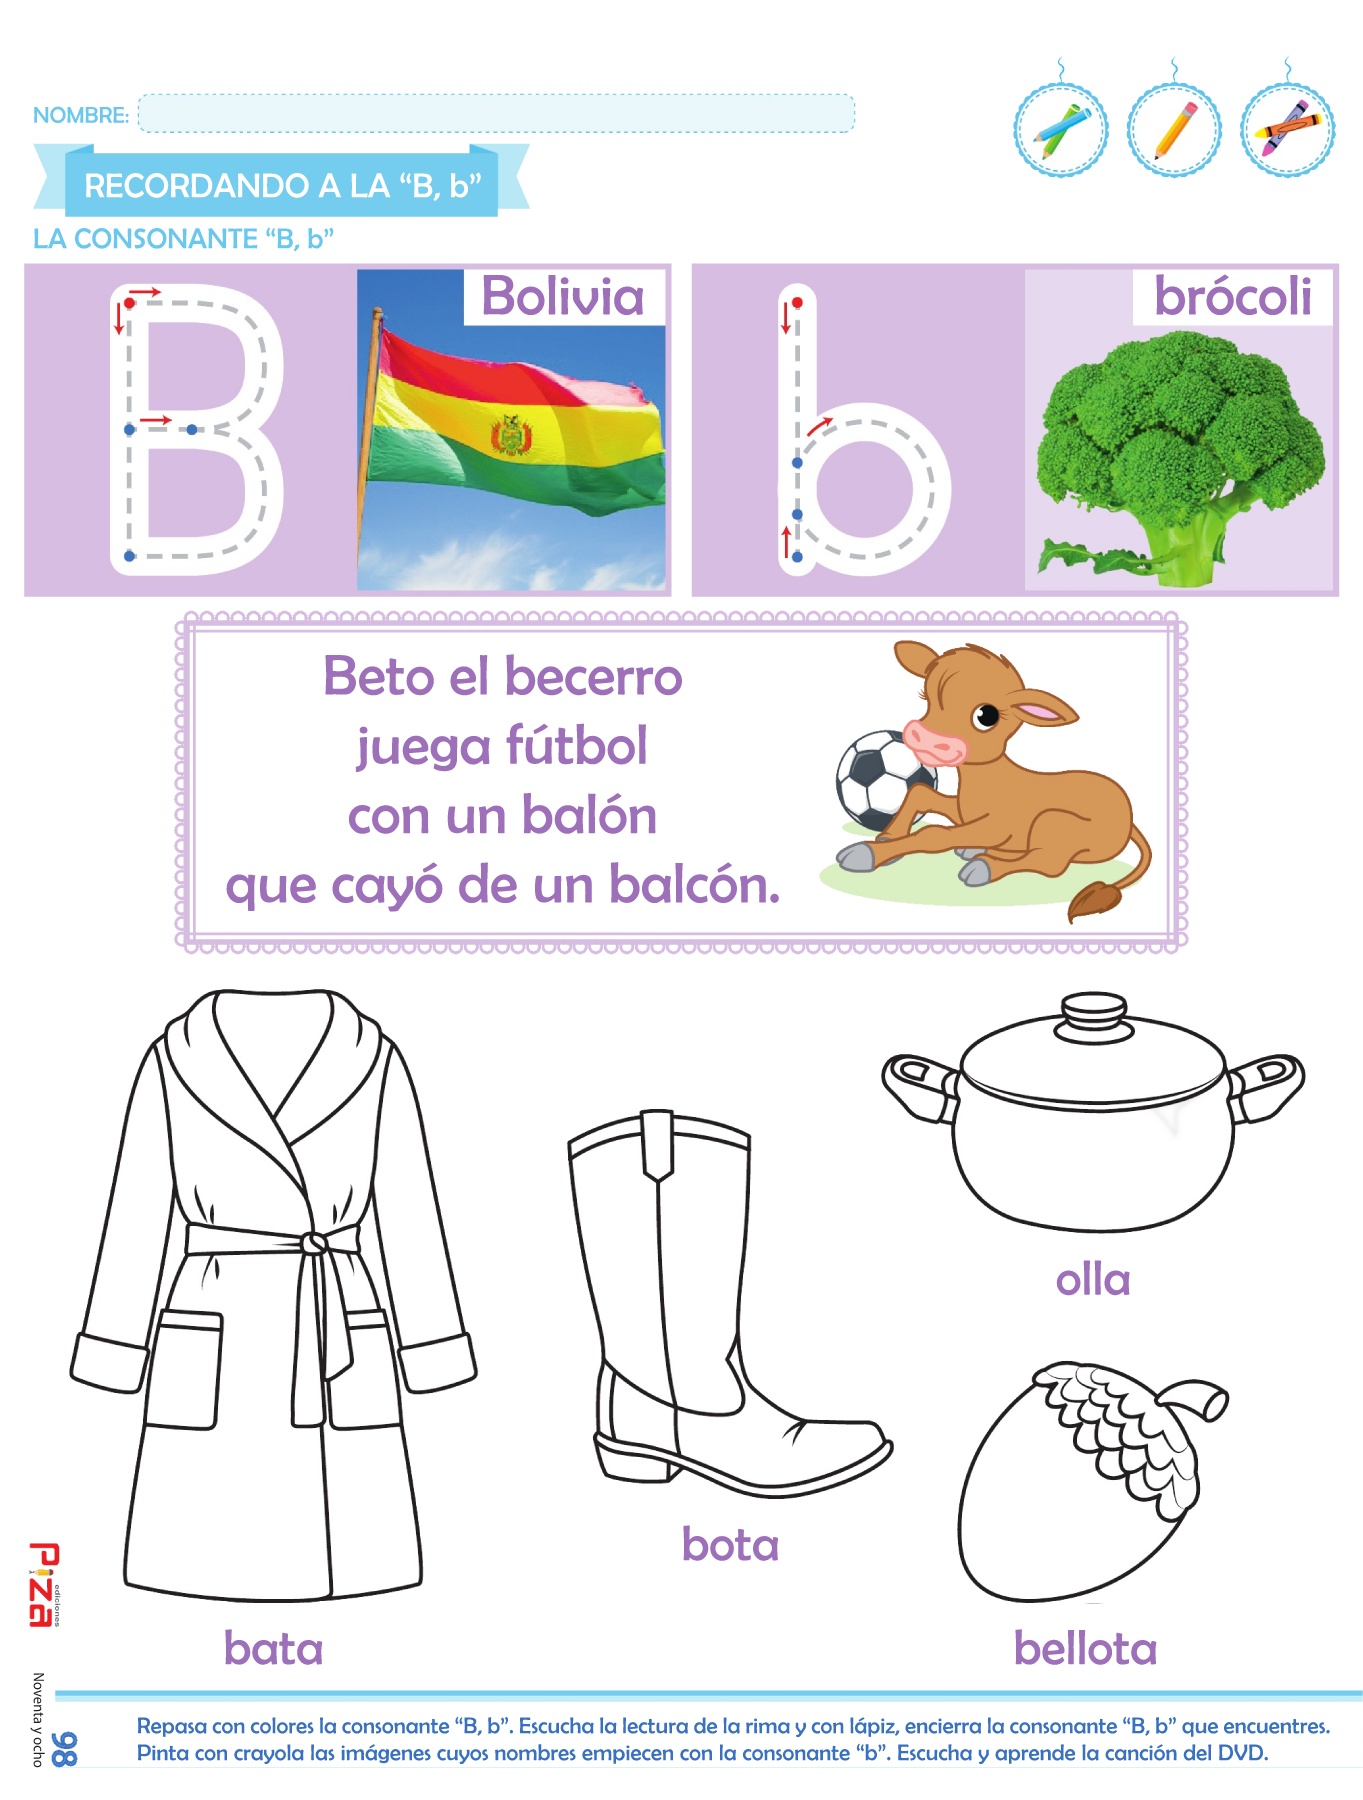 NOMBRE:
RECORDANDO A LA “B, b”
LA CONSONANTE “B, b”
Bolivia
brócoli
Beto el becerro
juega fútbol
con un balón
que cayó de un balcón.
olla
bota
bata
bellota
Piza
ediciones
Noventa y ocho
98
Repasa con colores la consonante “B, b”. Escucha la lectura de la rima y con lápiz, encierra la consonante “B, b” que encuentres.
Pinta con crayola las imágenes cuyos nombres empiecen con la consonante “b”. Escucha y aprende la canción del DVD.